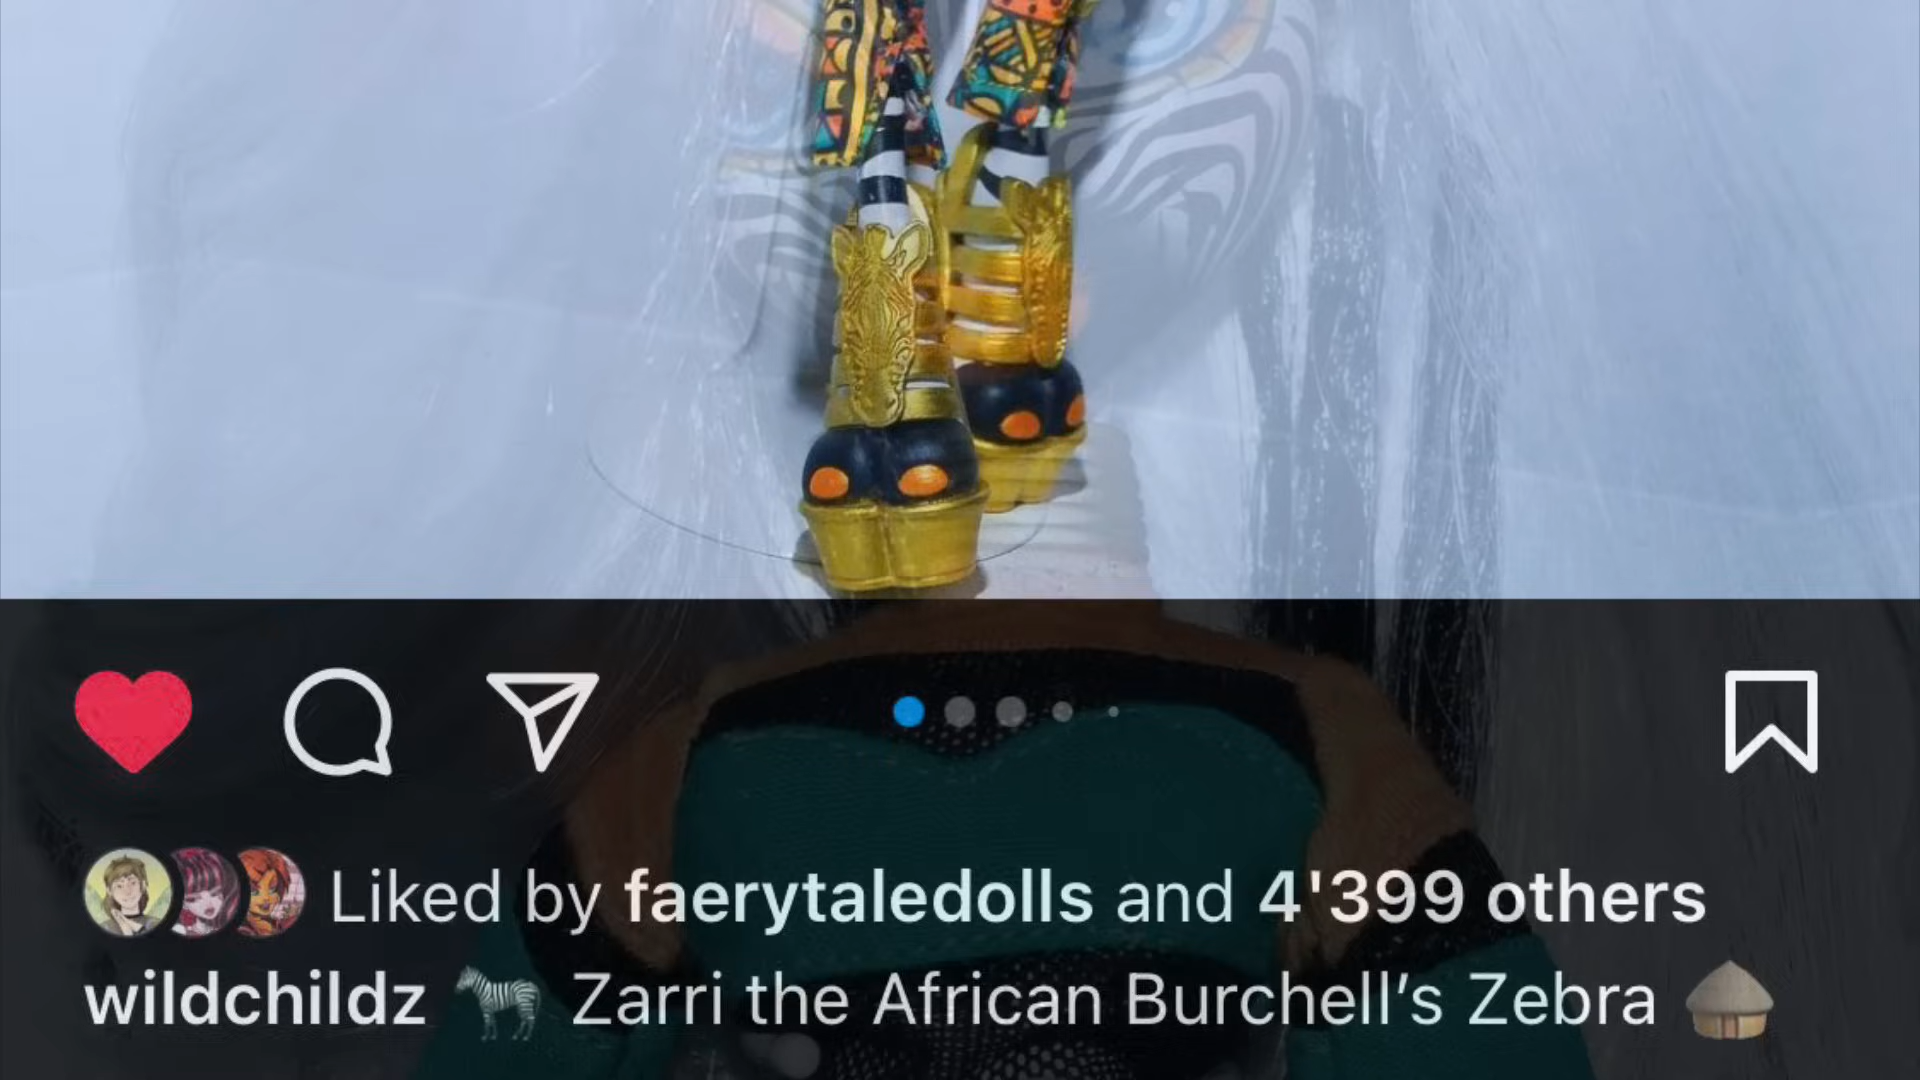 Liked by faerytaledolls and 4'399 others
wildchildz 🦓 Zarri the African Burchell’s Zebra 🛖